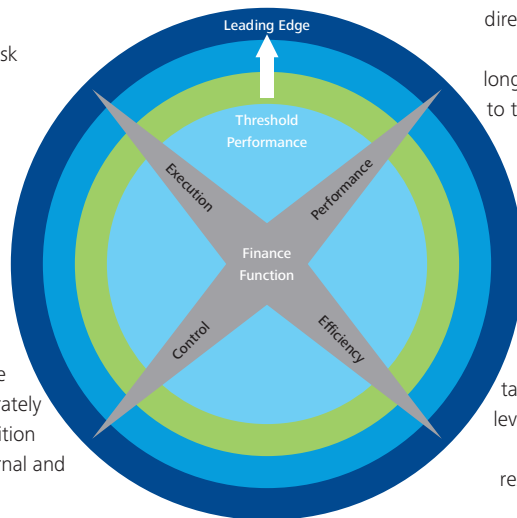 Leading Edge
dire
sk
long
to t
Threshold
Performance
Execution
Performance
Finance
Function
Control
Efficiency
e
rately
ition
rnal and
ta
lev
re